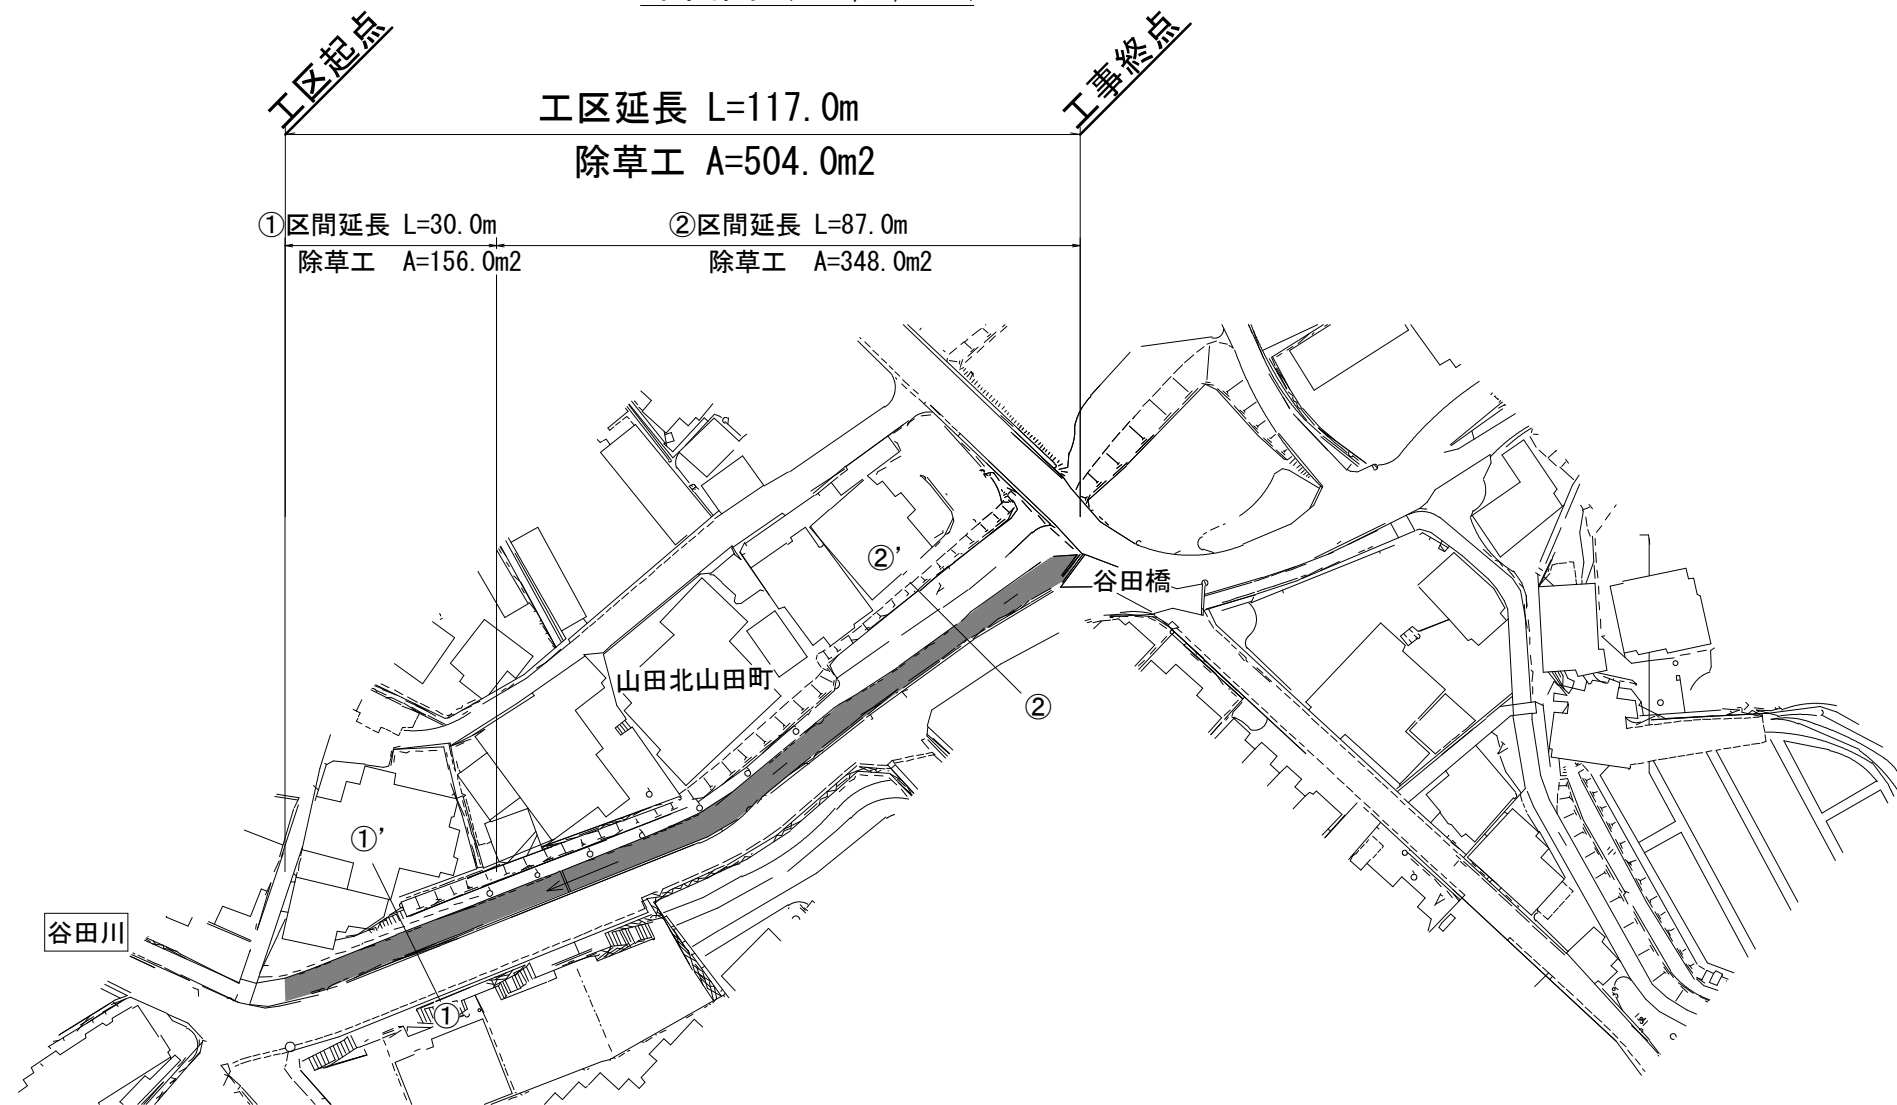 工区起点
工事終点
工区延長 L=117.0m
除草工 A=504.0m2
①区間延長 L=30.0m
②区間延長 L=87.0m
除草工 A=156.0m2
除草工 A=348.0m2
②’
谷田橋
山田北山田町
②
①’
谷田川
①